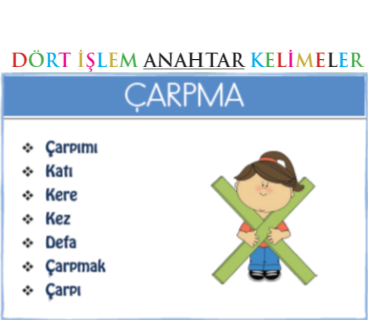 DÖRT İŞLEM ANAHTAR KELİMELER
ÇARPMA
Çarpımı
Katı
Kere
Kez
Defa
Çarpmak
Çarpı